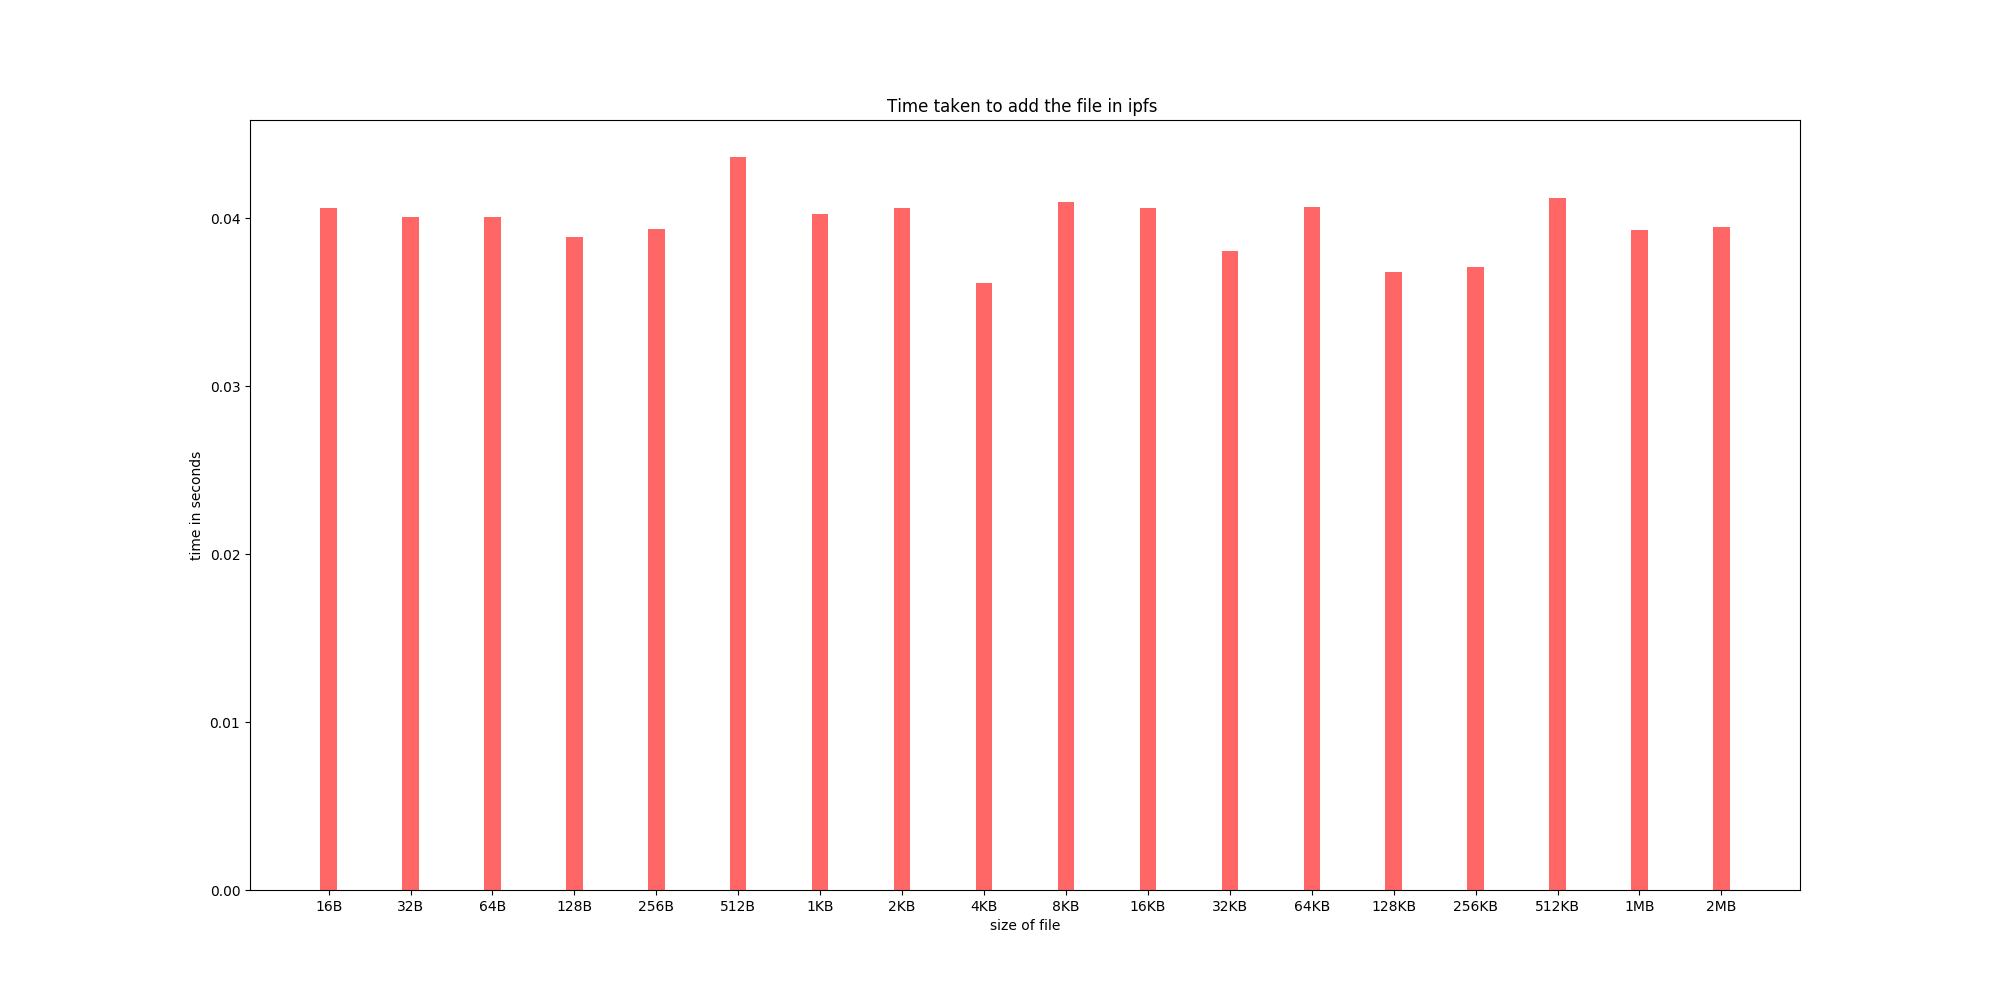 Time taken to add the file in ipfs
time in seconds
0.04
0.03
0.02
0.01
0.00
16B 32B 64B 128B 256B 512B 1KB 2KB 4KB 8KB 16KB 32KB 64KB 128KB 256KB 512KB 1MB 2MB
size of file